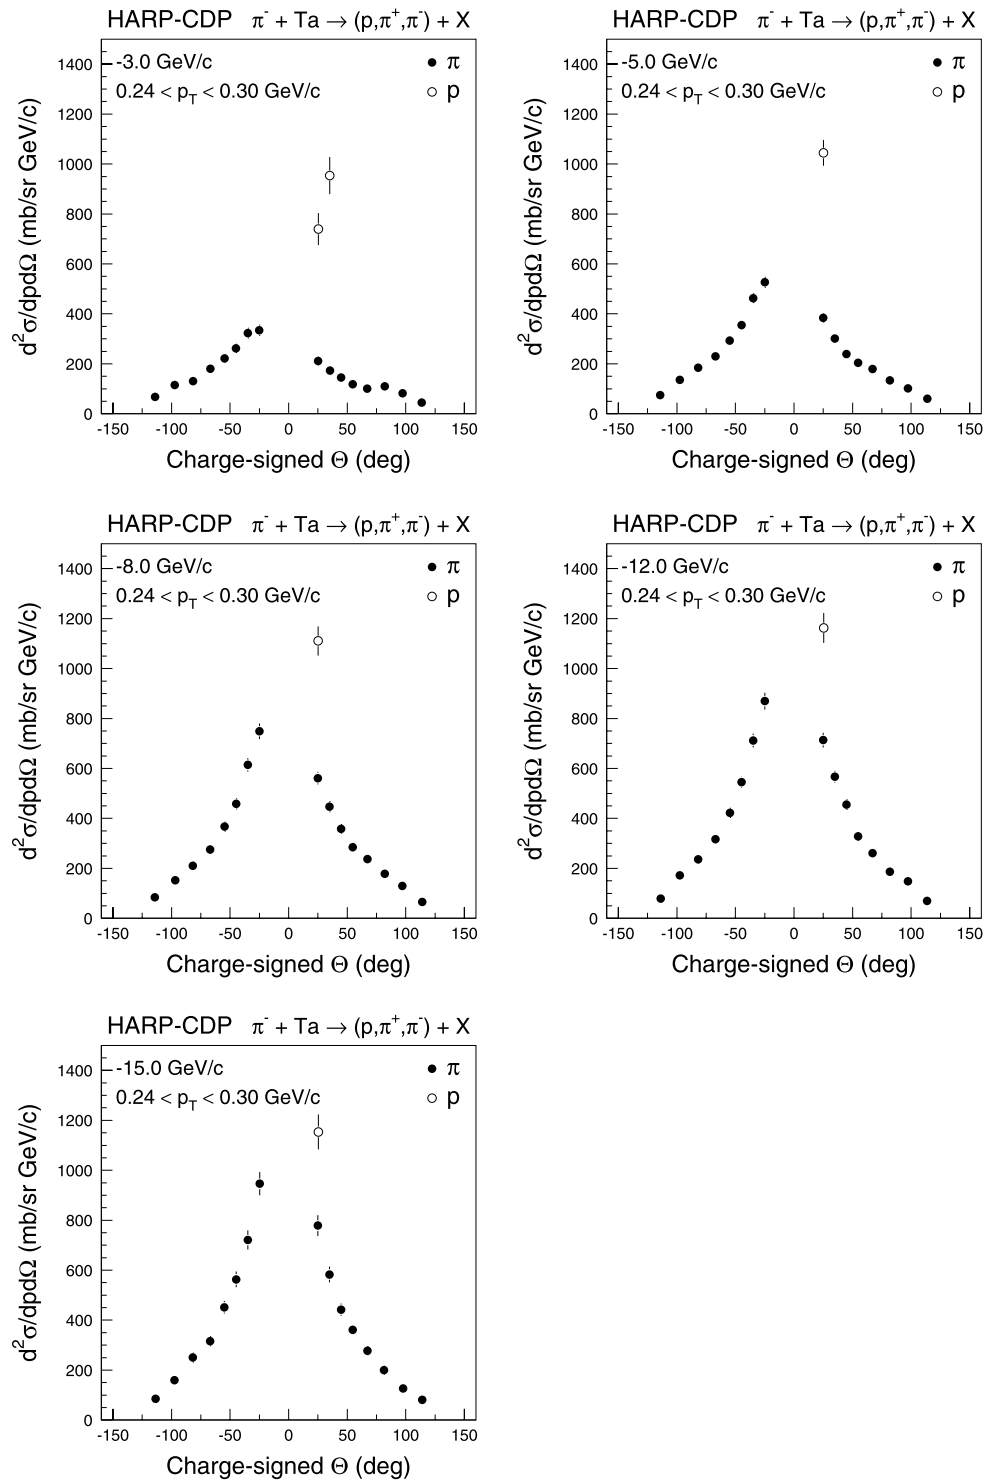 HARP-CDP π⁻ + Ta → (p,π⁺,π⁻) + X
-3.0 GeV/c
0.24 < p_T < 0.30 GeV/c
π
p
d²σ/dpdΩ (mb/sr GeV/c)
1400
1200
1000
800
600
400
200
0
-150 -100 -50 0 50 100 150
Charge-signed Θ (deg)
HARP-CDP π⁻ + Ta → (p,π⁺,π⁻) + X
-5.0 GeV/c
0.24 < p_T < 0.30 GeV/c
π
p
d²σ/dpdΩ (mb/sr GeV/c)
1400
1200
1000
800
600
400
200
0
-150 -100 -50 0 50 100 150
Charge-signed Θ (deg)
HARP-CDP π⁻ + Ta → (p,π⁺,π⁻) + X
-8.0 GeV/c
0.24 < p_T < 0.30 GeV/c
π
p
d²σ/dpdΩ (mb/sr GeV/c)
1400
1200
1000
800
600
400
200
0
-150 -100 -50 0 50 100 150
Charge-signed Θ (deg)
HARP-CDP π⁻ + Ta → (p,π⁺,π⁻) + X
-12.0 GeV/c
0.24 < p_T < 0.30 GeV/c
π
p
d²σ/dpdΩ (mb/sr GeV/c)
1400
1200
1000
800
600
400
200
0
-150 -100 -50 0 50 100 150
Charge-signed Θ (deg)
HARP-CDP π⁻ + Ta → (p,π⁺,π⁻) + X
-15.0 GeV/c
0.24 < p_T < 0.30 GeV/c
π
p
d²σ/dpdΩ (mb/sr GeV/c)
1400
1200
1000
800
600
400
200
0
-150 -100 -50 0 50 100 150
Charge-signed Θ (deg)